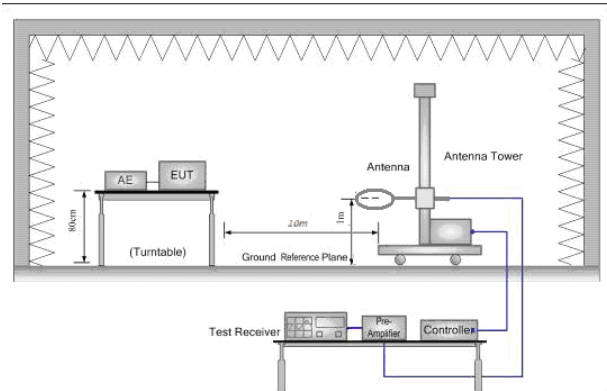 Antenna Tower
Antenna
AE
EUT
80cm
(Turntable)
10m
1m
Ground Reference Plane
Test Receiver
Pre-
Amplifier
Controller